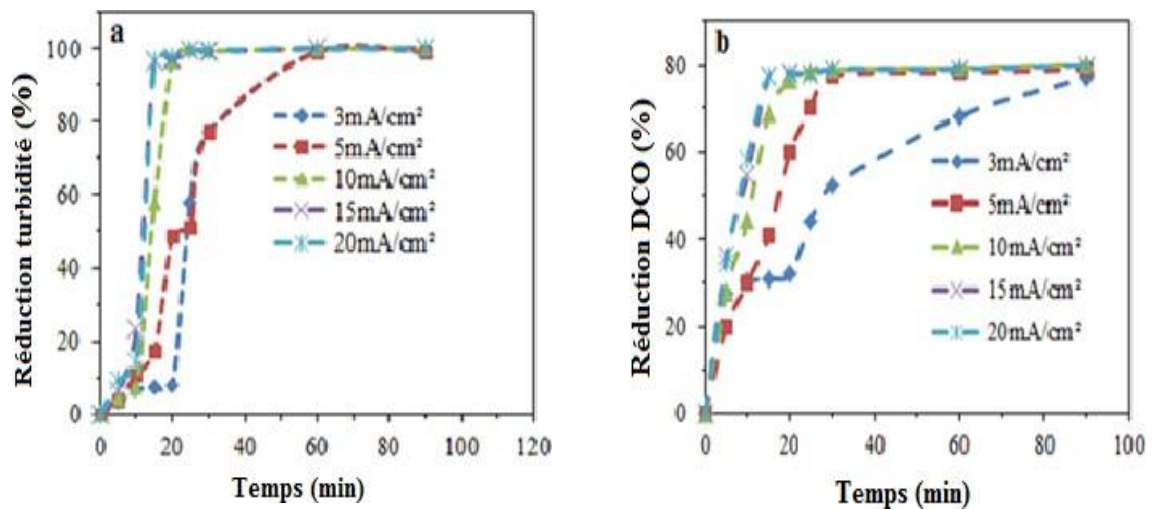 a
Réduction turbidité (%)
100
80
60
40
20
0
3mA/cm²
5mA/cm²
10mA/cm²
15mA/cm²
20mA/cm²
0 20 40 60 80 100 120
Temps (min)
b
Réduction DCO (%)
80
60
40
20
0
3mA/cm²
5mA/cm²
10mA/cm²
15mA/cm²
20mA/cm²
0 20 40 60 80 100
Temps (min)